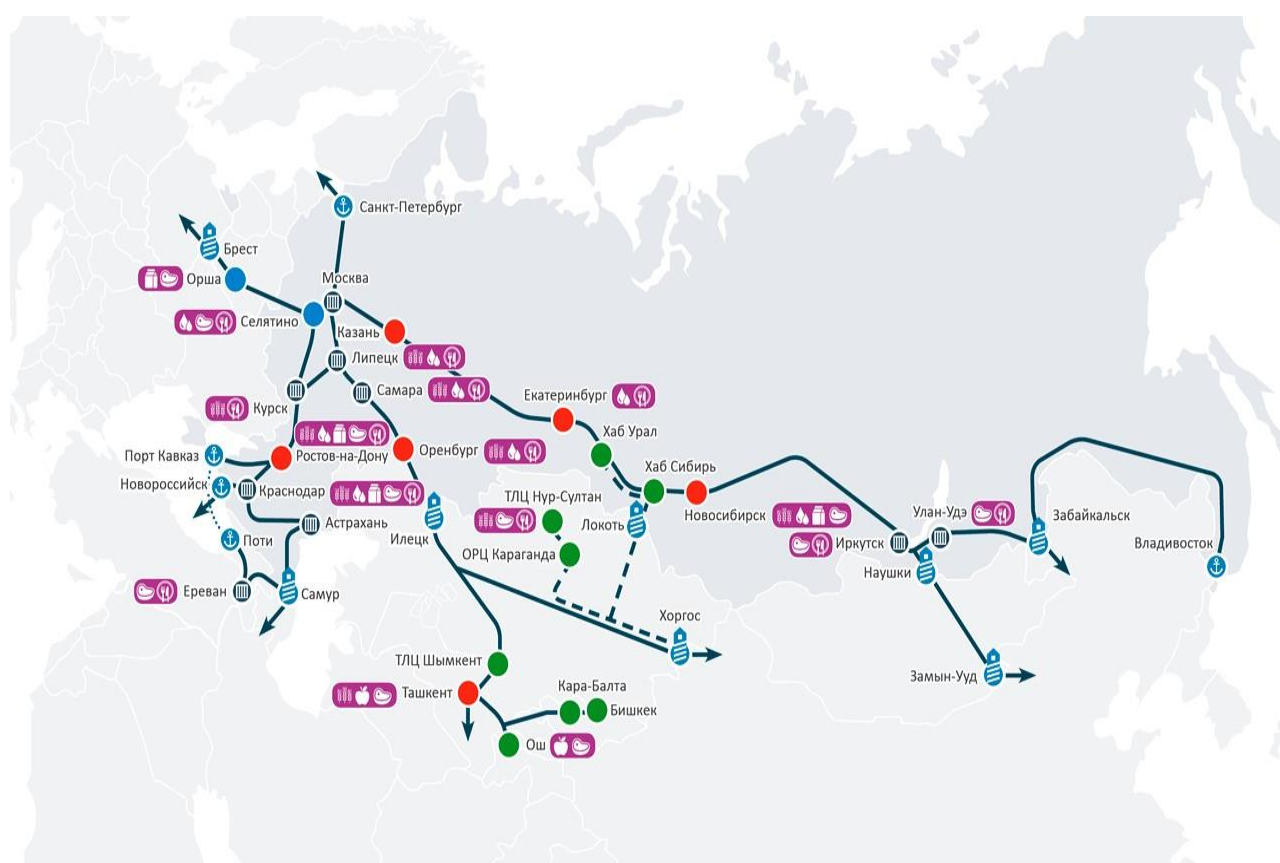 Санкт-Петербург
Брест
Орша
Москва
Селятино
Казань
Липецк
Самара
Екатеринбург
Курск
Хаб Урал
Порт Кавказ
Ростов-на-Дону
Оренбург
Хаб Сибирь
Новороссийск
Краснодар
ТЛЦ Нур-Султан
Новосибирск
Улан-Удэ
Забайкальск
Астрахань
Локоть
Илецк
Поти
ОРЦ Караганда
Иркутск
Владивосток
Наушки
Ереван
Самур
Хоргос
ТЛЦ Шымкент
Замын-Ууд
Ташкент
Кара-Балта
Бишкек
Ош